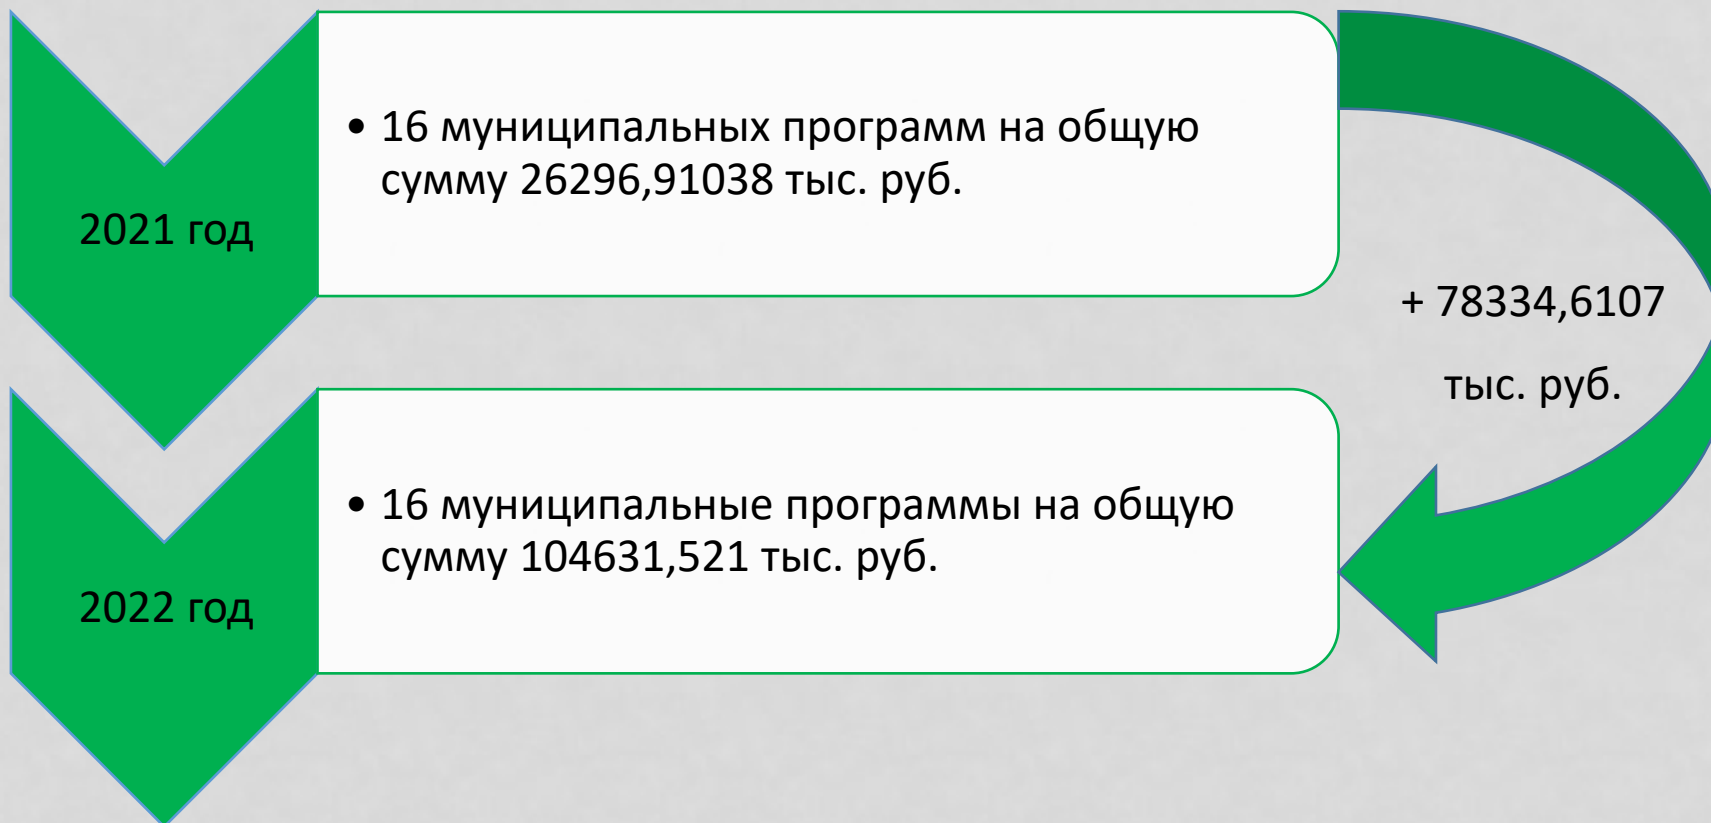 2021 год
• 16 муниципальных программ на общую
сумму 26296,91038 тыс. руб.
+ 78334,6107
тыс. руб.
2022 год
• 16 муниципальные программы на общую
сумму 104631,521 тыс. руб.